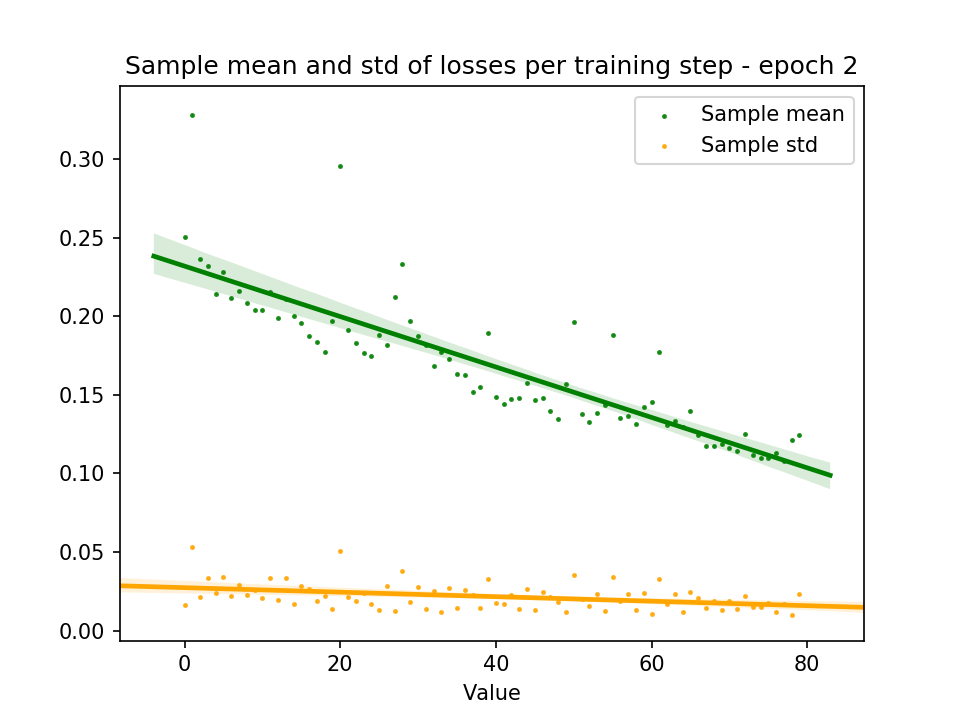 Sample mean and std of losses per training step - epoch 2
Sample mean
Sample std
0.30
0.25
0.20
0.15
0.10
0.05
0.00
0 20 40 60 80
Value